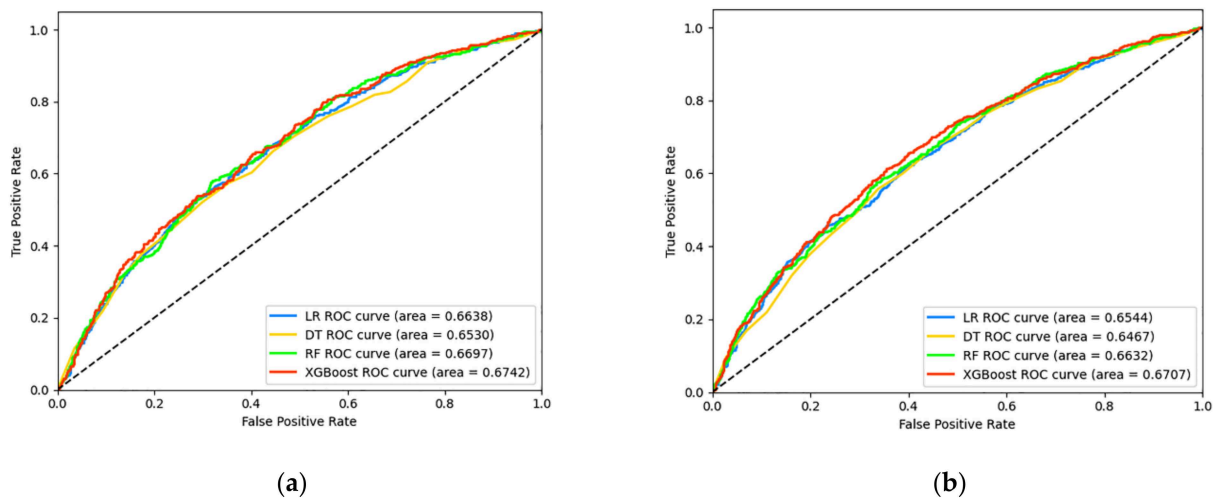 1.0
0.8
0.6
0.4
0.2
0.0
True Positive Rate
LR ROC curve (area = 0.6638)
DT ROC curve (area = 0.6530)
RF ROC curve (area = 0.6697)
XGBoost ROC curve (area = 0.6742)
0.0 0.2 0.4 0.6 0.8 1.0
False Positive Rate
(a)
1.0
0.8
0.6
0.4
0.2
0.0
True Positive Rate
LR ROC curve (area = 0.6544)
DT ROC curve (area = 0.6467)
RF ROC curve (area = 0.6632)
XGBoost ROC curve (area = 0.6707)
0.0 0.2 0.4 0.6 0.8 1.0
False Positive Rate
(b)